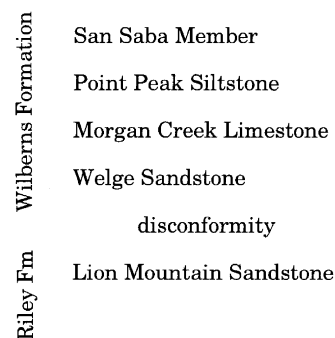 Wilberns Formation
San Saba Member
Point Peak Siltstone
Morgan Creek Limestone
Welge Sandstone
disconformity
Riley Fm
Lion Mountain Sandstone